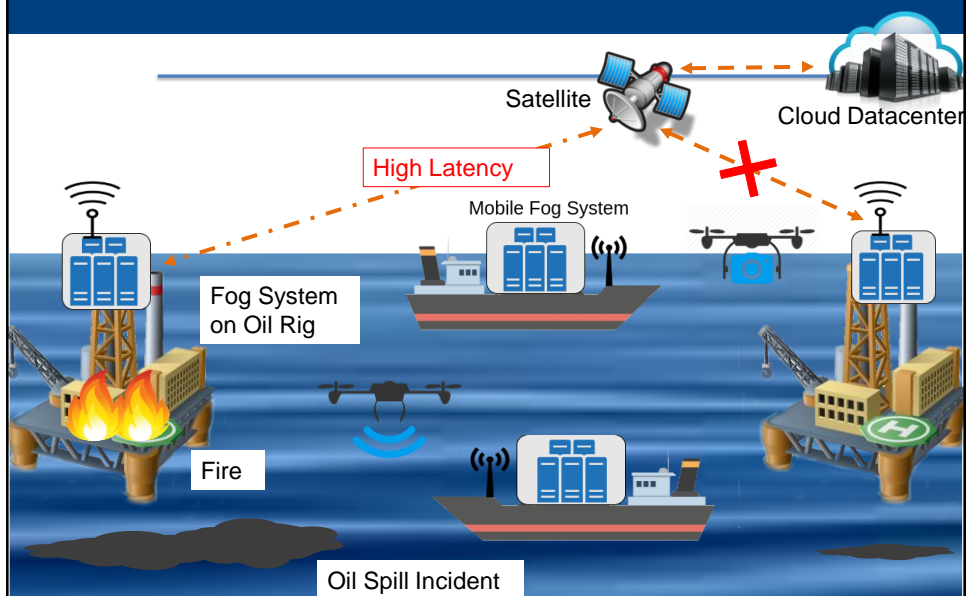 Satellite
Cloud Datacenter
High Latency
Mobile Fog System
Fog System
on Oil Rig
H
Fire
H
Oil Spill Incident